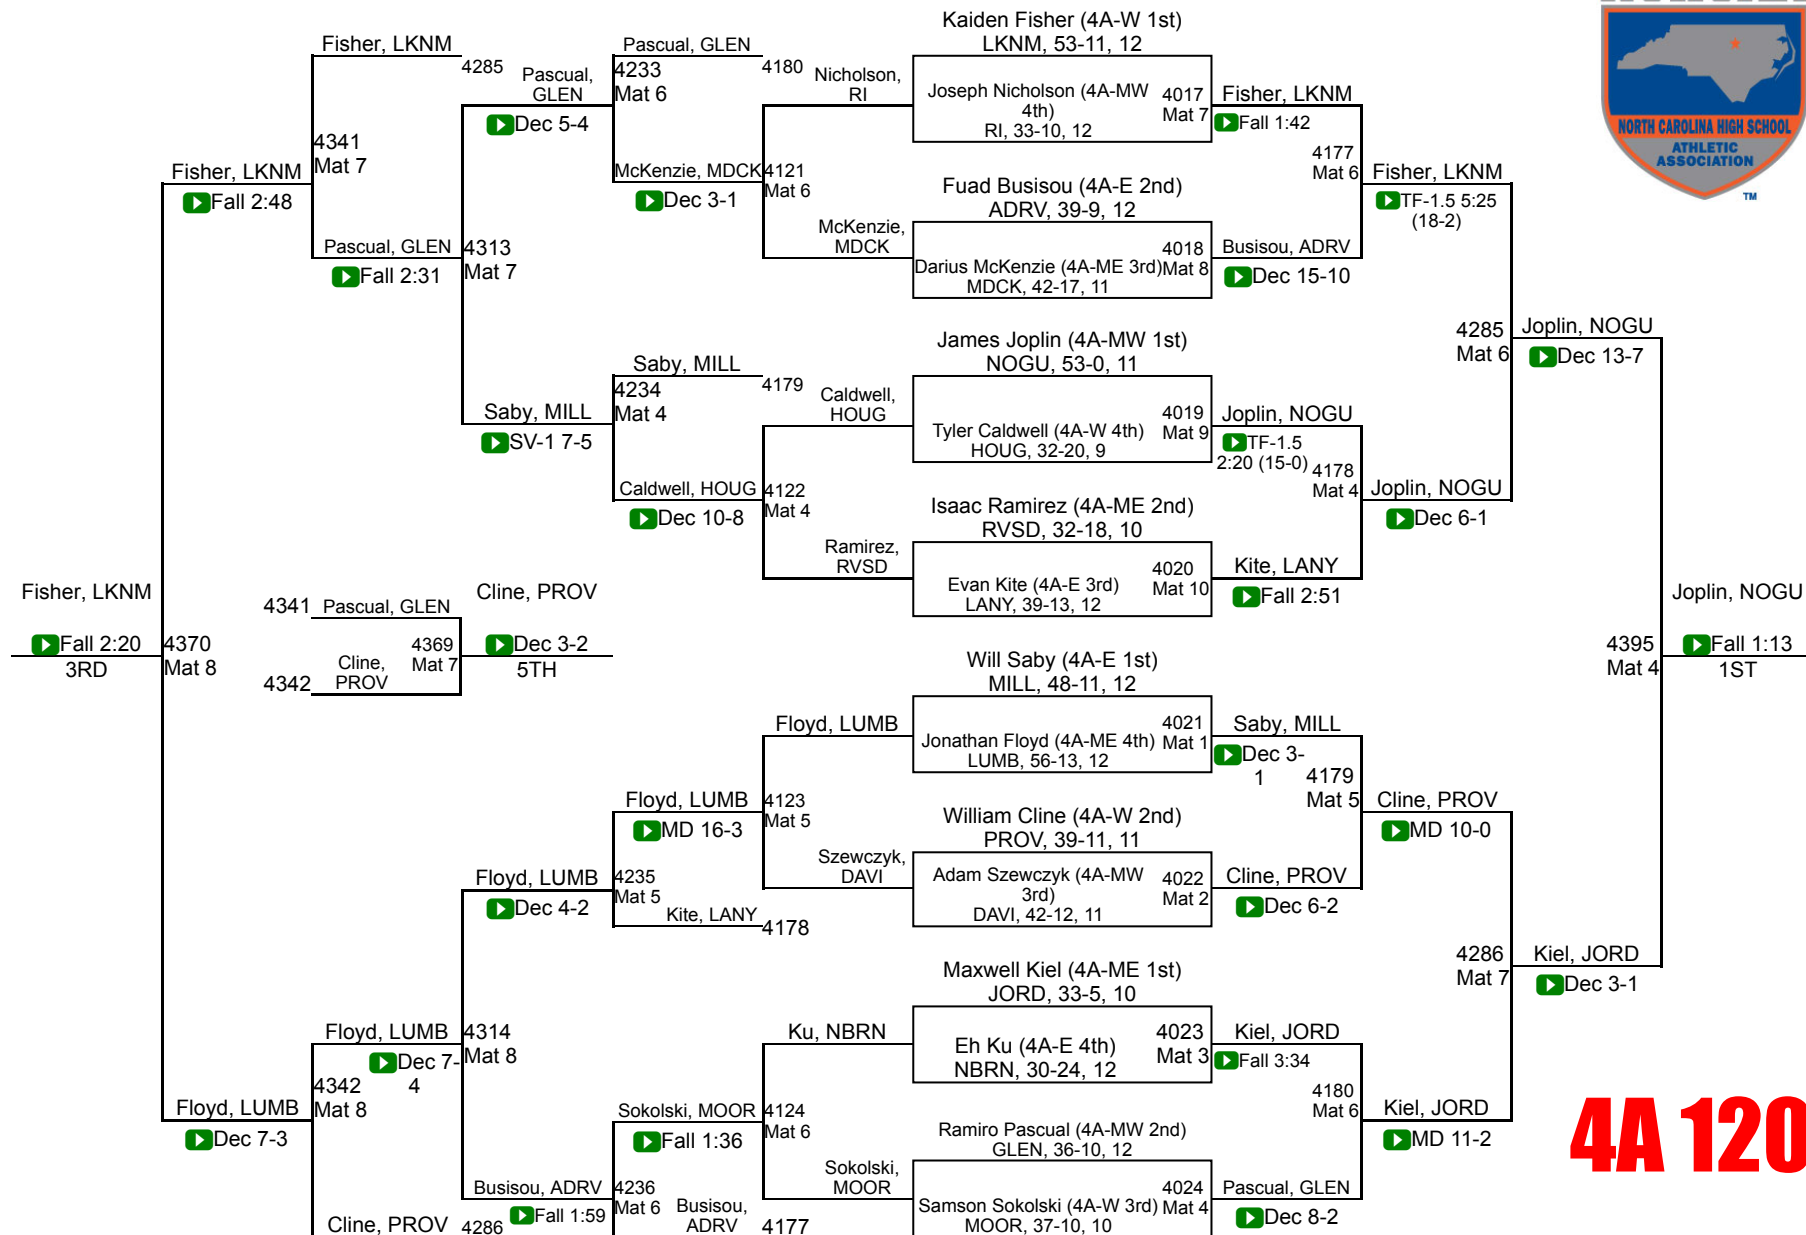 Kaiden Fisher (4A-W 1st)
LKNM, 53-11, 12
Fisher, LKNM
4285
Pascual,
GLEN
Dec 5-4
Pascual, GLEN
4233
Mat 6
4180
Nicholson,
RI
Joseph Nicholson (4A-MW
4th)
RI, 33-10, 12
4017
Mat 7
Fisher, LKNM
Fall 1:42
NORTH CAROLINA HIGH SCHOOL
ATHLETIC
ASSOCIATION
TM
4341
Mat 7
Fisher, LKNM
Fall 2:48
McKenzie, MDCK
Dec 3-1
4121
Mat 6
4177
Mat 6
Fisher, LKNM
TF-1.5 5:25
(18-2)
Fuad Busisou (4A-E 2nd)
ADRV, 39-9, 12
McKenzie,
MDCK
Pascual, GLEN
Fall 2:31
4313
Mat 7
Darius McKenzie (4A-ME 3rd)
MDCK, 42-17, 11
4018
Mat 8
Busisou, ADRV
Dec 15-10
James Joplin (4A-MW 1st)
NOGU, 53-0, 11
4285
Mat 6
Joplin, NOGU
Dec 13-7
Saby, MILL
4234
Mat 4
4179
Caldwell,
HOUG
Saby, MILL
SV-1 7-5
Tyler Caldwell (4A-W 4th)
HOUG, 32-20, 9
4019
Mat 9
Joplin, NOGU
TF-1.5
2:20 (15-0)
4178
Mat 4
Joplin, NOGU
Dec 6-1
Caldwell, HOUG
Dec 10-8
4122
Mat 4
Isaac Ramirez (4A-ME 2nd)
RVSD, 32-18, 10
Ramirez,
RVSD
Evan Kite (4A-E 3rd)
LANY, 39-13, 12
4020
Mat 10
Kite, LANY
Fall 2:51
Fisher, LKNM
Fall 2:20
3RD
4370
Mat 8
4341
Pascual, GLEN
Cline,
PROV
4342
4369
Mat 7
Cline, PROV
Dec 3-2
5TH
4395
Mat 4
Joplin, NOGU
Fall 1:13
1ST
Will Saby (4A-E 1st)
MILL, 48-11, 12
Floyd, LUMB
Jonathan Floyd (4A-ME 4th)
LUMB, 56-13, 12
4021
Mat 1
Saby, MILL
Dec 3-
1
4179
Mat 5
Cline, PROV
MD 10-0
Floyd, LUMB
MD 16-3
4123
Mat 5
William Cline (4A-W 2nd)
PROV, 39-11, 11
Szewczyk,
DAVI
Adam Szewczyk (4A-MW
3rd)
DAVI, 42-12, 11
4022
Mat 2
Cline, PROV
Dec 6-2
Floyd, LUMB
Dec 4-2
4235
Mat 5
Kite, LANY
4178
Maxwell Kiel (4A-ME 1st)
JORD, 33-5, 10
4286
Mat 7
Kiel, JORD
Dec 3-1
Floyd, LUMB
Dec 7-
4
4314
Mat 8
Ku, NBRN
Eh Ku (4A-E 4th)
NBRN, 30-24, 12
4023
Mat 3
Kiel, JORD
Fall 3:34
4342
Mat 8
Floyd, LUMB
Dec 7-3
Sokolski, MOOR
Fall 1:36
4124
Mat 6
4180
Mat 6
Kiel, JORD
MD 11-2
4A 120
Ramiro Pascual (4A-MW 2nd)
GLEN, 36-10, 12
Sokolski,
MOOR
Samson Sokolski (4A-W 3rd)
MOOR, 37-10, 10
4024
Mat 4
Pascual, GLEN
Dec 8-2
Busisou, ADRV
Fall 1:59
4236
Mat 6
Busisou,
ADRV
4177
Cline, PROV
4286